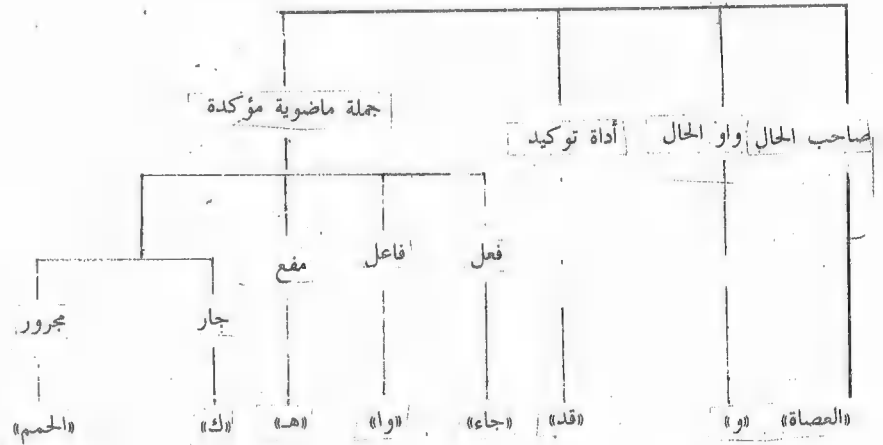 جملة ماضوية مؤكدة
صاحب الحال واو الحال أداة توكيد
فعل فاعل مفع
جار مجرور
«العصاة» «و» «قد» «جاء» «وا» «هـ» «ك» «الحمم»